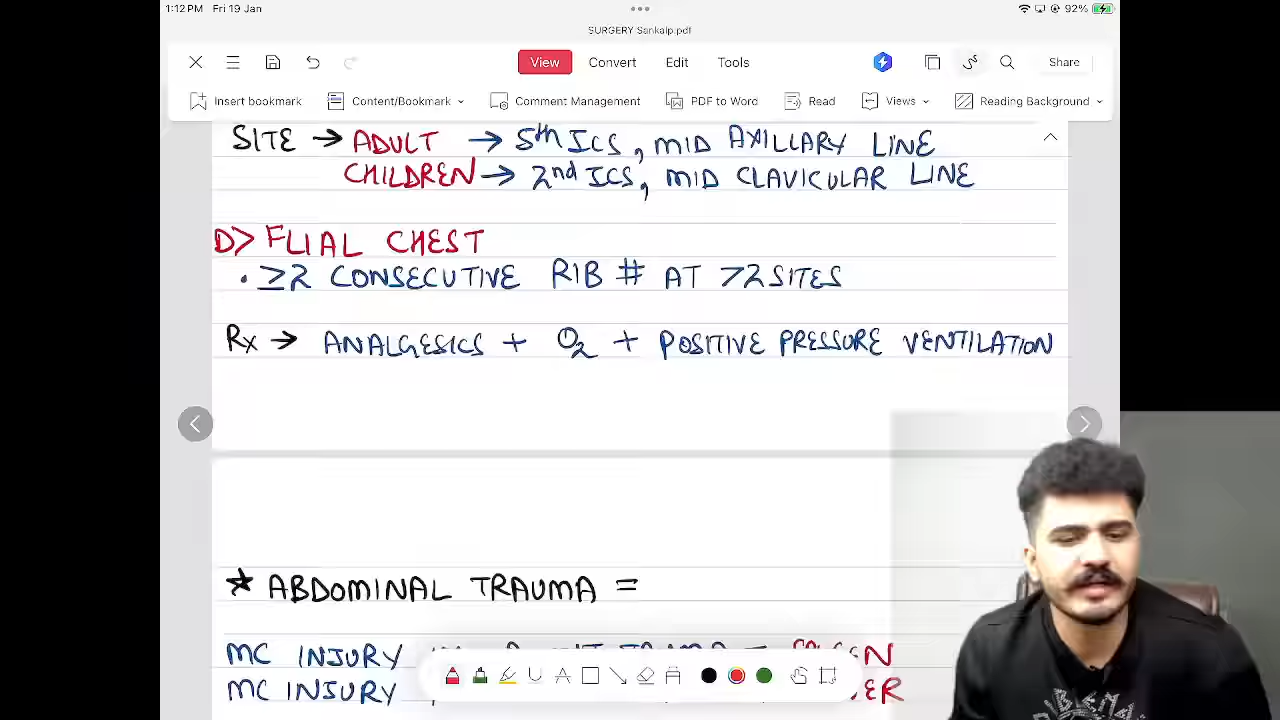 1:12 PM Fri 19 Jan
92%
SURGERY Sankalp.pdf
View Convert Edit Tools
Share
Insert bookmark Content/Bookmark Comment Management PDF to Word Read Views Reading Background
SITE → ADULT → 5th ICS, MID AXILLARY LINE
CHILDREN → 2nd ICS, MID CLAVICULAR LINE
D> FLIAL CHEST
• ≥2 CONSECUTIVE RIB # AT >2 SITES
Rx → ANALGESICS + O2 + POSITIVE PRESSURE VENTILATION
★ ABDOMINAL TRAUMA =
MC INJURY
MC INJURY